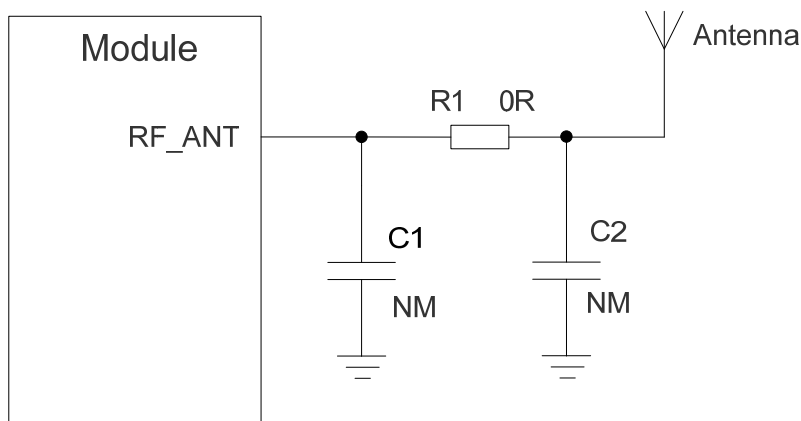 Antenna
Module
R1 0R
RF_ANT
C1
C2
NM
NM